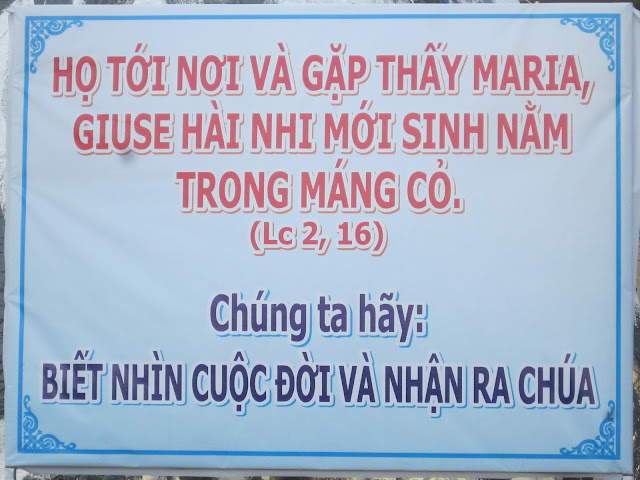 HỌ TỚI NƠI VÀ GẶP THẤY MARIA,
GIUSE HÀI NHI MỚI SINH NẰM
TRONG MÁNG CỎ.
(Lc 2, 16)
Chúng ta hãy:
BIẾT NHÌN CUỘC ĐỜI VÀ NHẬN RA CHÚA